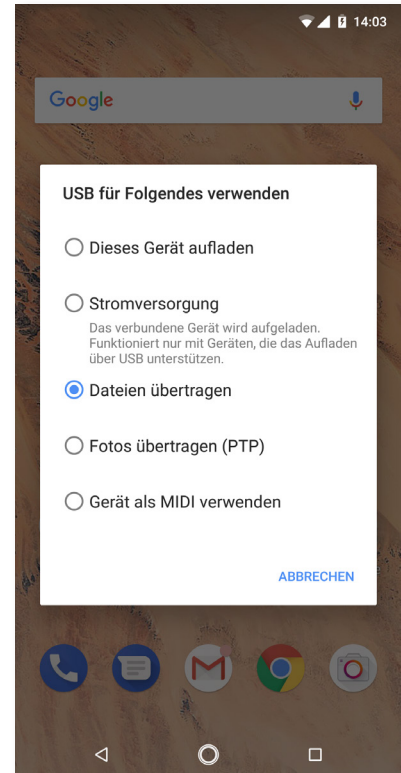 14:03
Google
USB für Folgendes verwenden
Dieses Gerät aufladen
Stromversorgung
Das verbundene Gerät wird aufgeladen.
Funktioniert nur mit Geräten, die das Aufladen
über USB unterstützen.
Dateien übertragen
Fotos übertragen (PTP)
Gerät als MIDI verwenden
ABBRECHEN